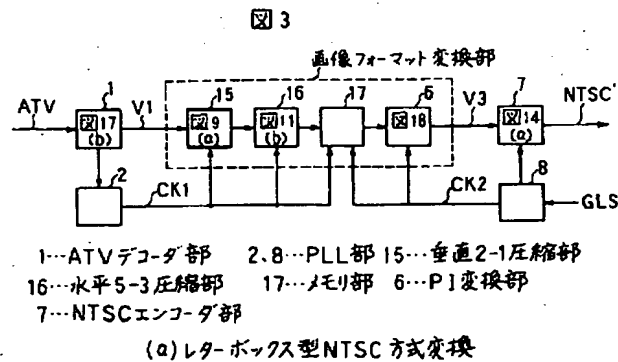 図3
画像フォーマット変換部
1 15 16 17 6 7
ATV 図17 (b) V1 図9 (a) 図11 (b) 図18 V3 図14 (a) NTSC'
2 CK1 CK2 8 GLS
1…ATVデコーダ部 2、8…PLL部 15…垂直2-1圧縮部
16…水平5-3圧縮部 17…メモリ部 6…PI変換部
7…NTSCエンコーダ部
(a)レターボックス型NTSC方式変換